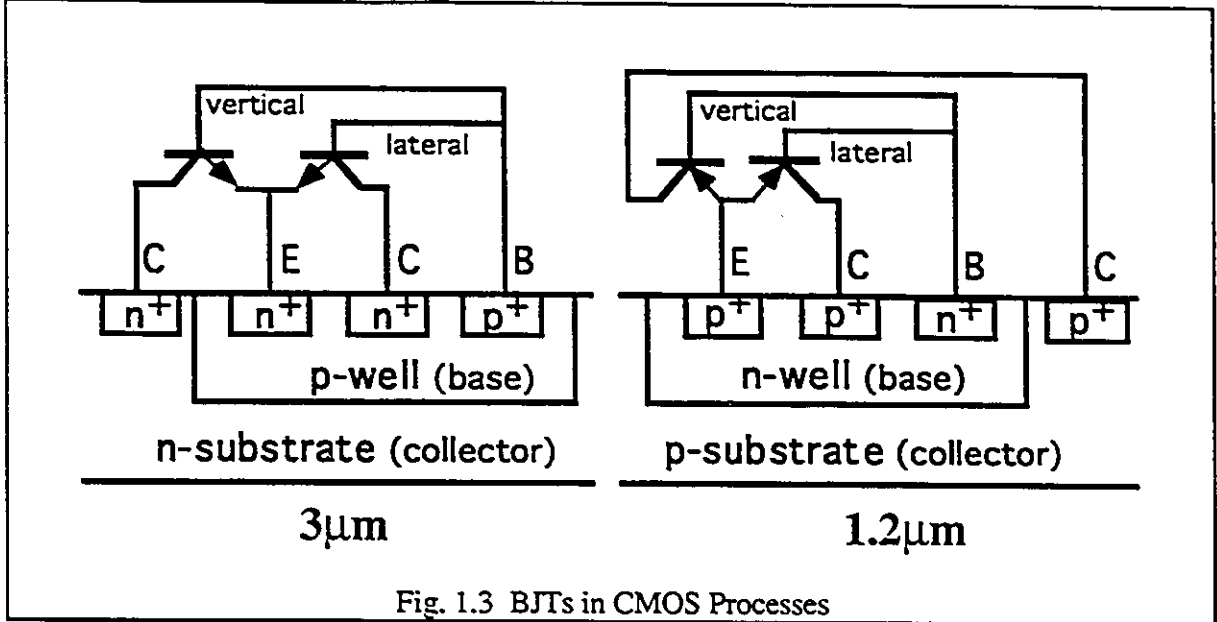 vertical
lateral
C E C B
n+ n+ n+ p+
p-well (base)
n-substrate (collector)
3µm
vertical
lateral
E C B C
p+ p+ n+ p+
n-well (base)
p-substrate (collector)
1.2µm
Fig. 1.3 BJTs in CMOS Processes